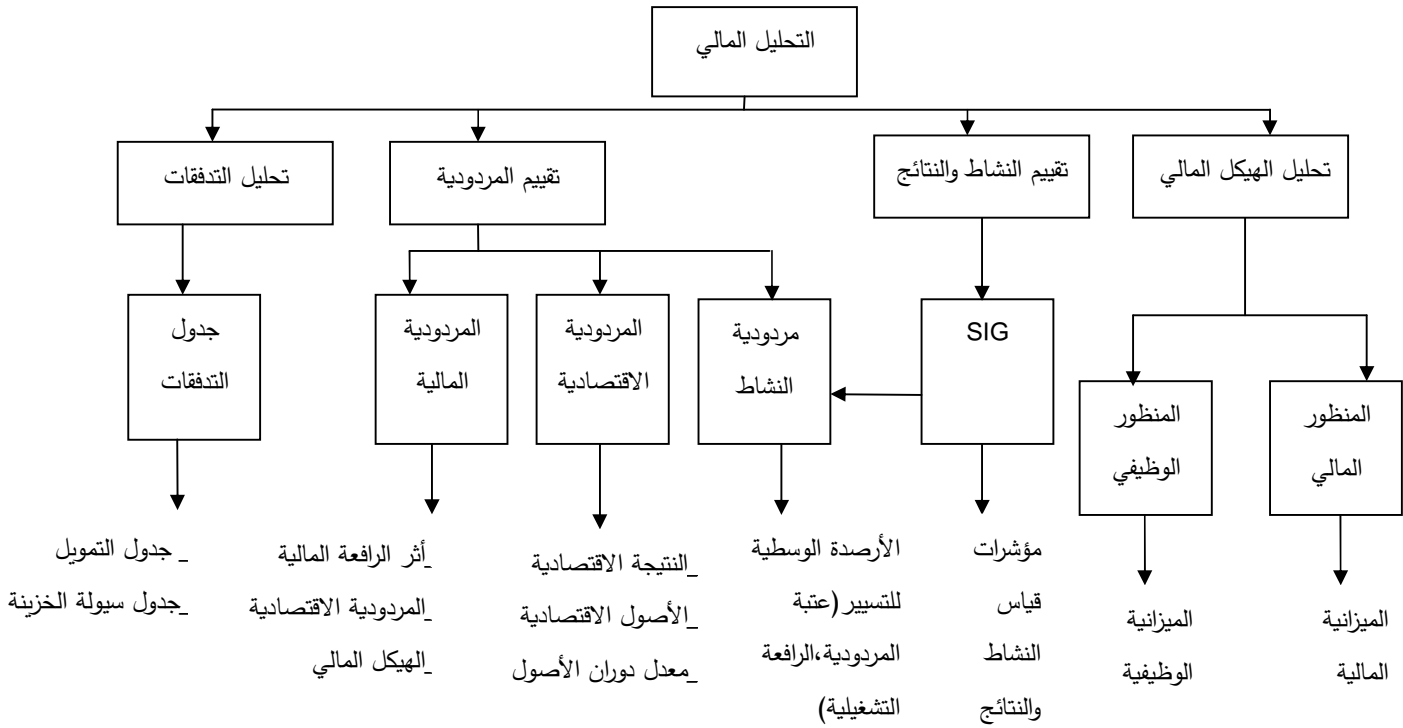 التحليل المالي
تحليل الهيكل المالي
تقييم النشاط والنتائج
تقييم المردودية
تحليل التدفقات
SIG
مردودية
النشاط
المردودية
الاقتصادية
المردودية
المالية
جدول
التدفقات
المنظور
المالي
المنظور
الوظيفي
الميزانية
المالية
الميزانية
الوظيفية
مؤشرات
قياس
النشاط
والنتائج
الأرصدة الوسطية
للتسيير (عتبة
المردودية،الرافعة
التشغيلية)
_النتيجة الاقتصادية
_الأصول الاقتصادية
_معدل دوران الأصول
_أثر الرافعة المالية
_المردودية الاقتصادية
_الهيكل المالي
_ جدول التمويل
_جدول سيولة الخزينة